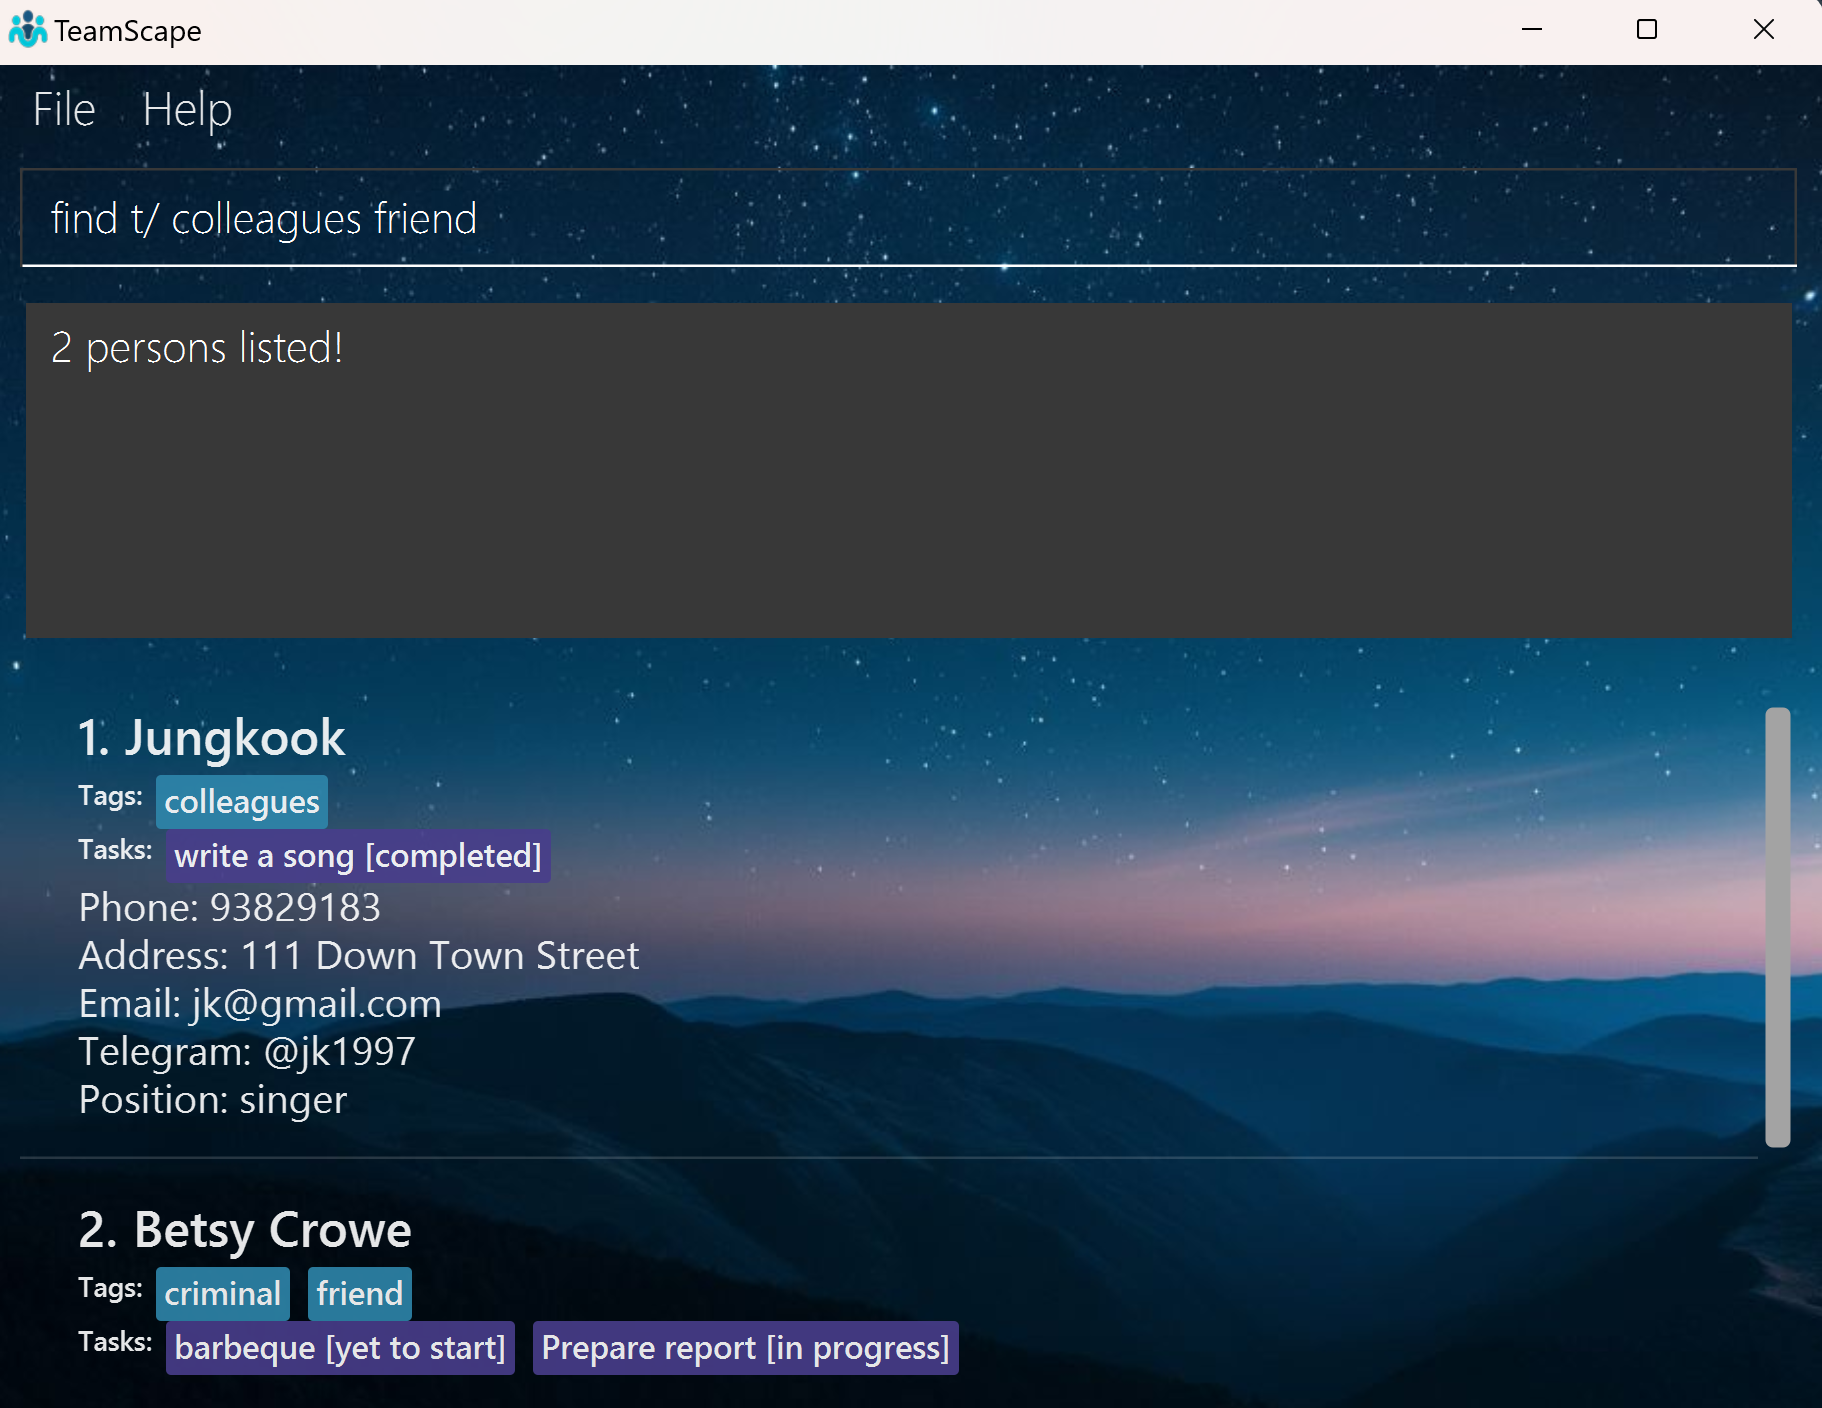 TeamScape
File Help
find t/ colleagues friend
2 persons listed!
1. Jungkook
Tags: colleagues
Tasks: write a song [completed]
Phone: 93829183
Address: 111 Down Town Street
Email: jk@gmail.com
Telegram: @jk1997
Position: singer
2. Betsy Crowe
Tags: criminal friend
Tasks: barbeque [yet to start] Prepare report [in progress]